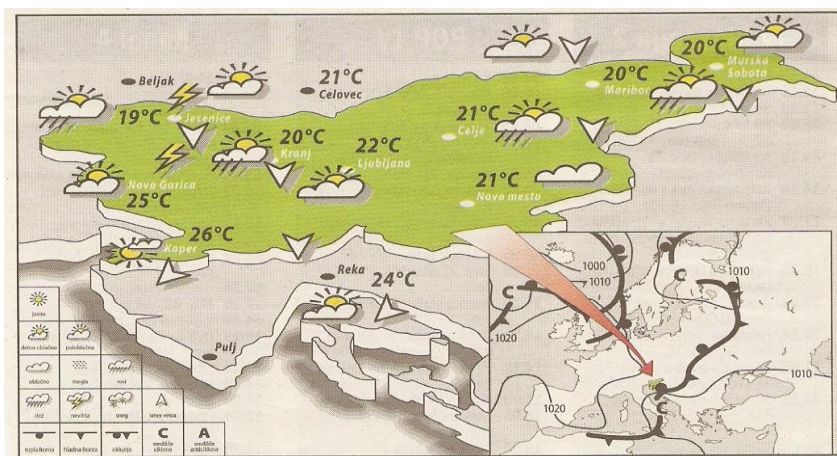 20°C
Murska
Sobota
Beljak
21°C
Celovec
20°C
Maribor
19°C
Jesenice
21°C
Celje
20°C
Kranj
22°C
Ljubljana
Nova Gorica
25°C
21°C
Novo mesto
26°C
Koper
Reka
24°C
Pulj
1000
1010
1010
C
C
1020
1010
1020
C
jasno
delno oblačno
pooblačeno
oblačno
megla
rosi
dež
nevihta
sneg
smer vetra
C
A
topla fronta
hladna fronta
okluzija
središče
ciklona
središče
anticiklona